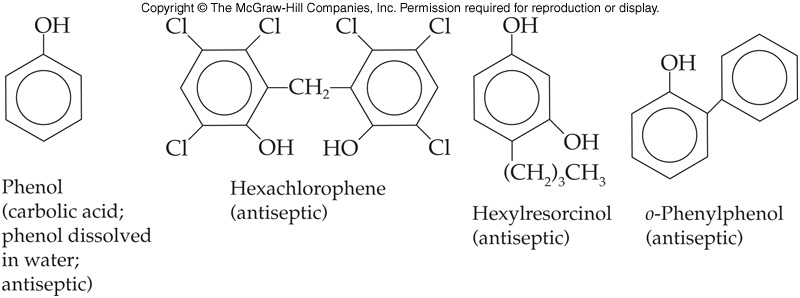 Copyright © The McGraw-Hill Companies, Inc. Permission required for reproduction or display.
OH
Phenol
(carbolic acid;
phenol dissolved
in water;
antiseptic)
Cl Cl Cl Cl
CH₂
Cl OH HO Cl
Hexachlorophene
(antiseptic)
OH
OH
(CH₂)₃CH₃
Hexylresorcinol
(antiseptic)
OH
o-Phenylphenol
(antiseptic)